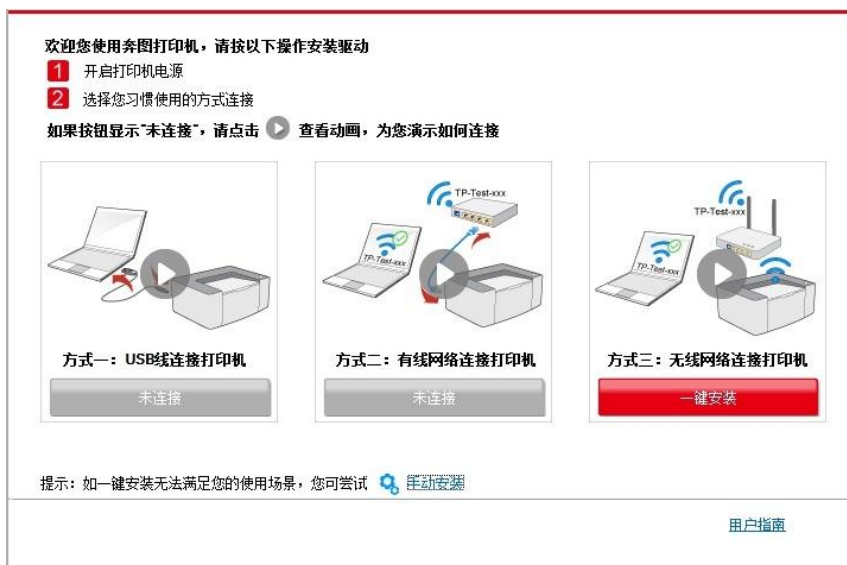 欢迎您使用奔图打印机，请按以下操作安装驱动
1 开启打印机电源
2 选择您习惯使用的方式连接
如果按钮显示"未连接"，请点击 查看动画，为您演示如何连接
TP-Test-xxx
TP-Test-xxx
TP-Test-xxx
TP-Test-xxx
方式一：USB线连接打印机
方式二：有线网络连接打印机
方式三：无线网络连接打印机
未连接
未连接
一键安装
提示：如一键安装无法满足您的使用场景，您可尝试 手动安装
用户指南